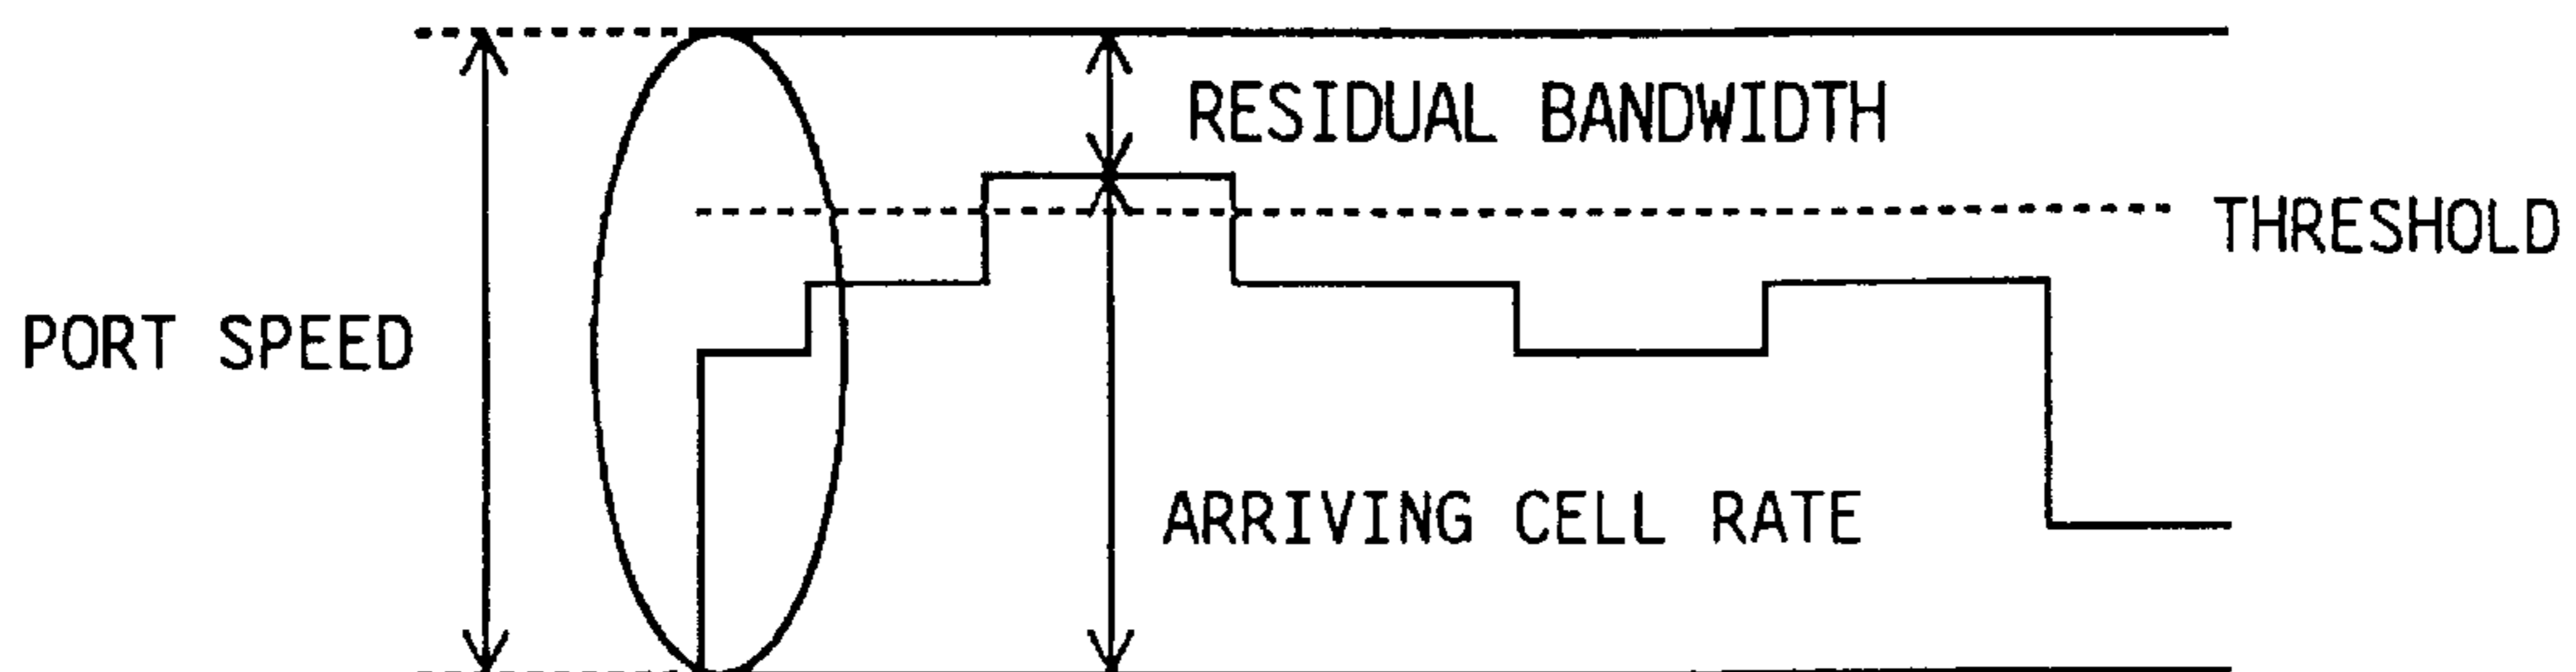 RESIDUAL BANDWIDTH
THRESHOLD
PORT SPEED
ARRIVING CELL RATE